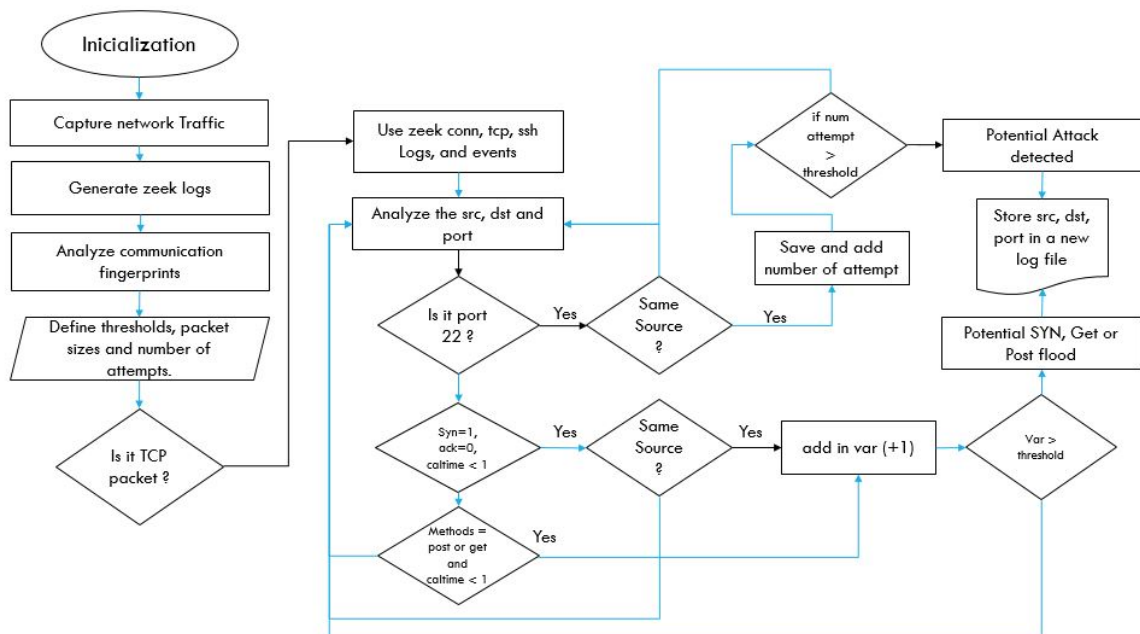 Inicialization
Capture network Traffic
Generate zeek logs
Analyze communication
fingerprints
Define thresholds, packet
sizes and number of
attempts.
Is it TCP
packet ?
Use zeek conn, tcp, ssh
Logs, and events
Analyze the src, dst and
port
Is it port
22 ?
Yes
Same
Source
?
Yes
Save and add
number of attempt
if num
attempt
>
threshold
Potential Attack
detected
Store src, dst,
port in a new
log file
Syn=1,
ack=0,
caltime < 1
Yes
Same
Source
?
Yes
add in var (+1)
Var >
threshold
Potential SYN, Get or
Post flood
Methods =
post or get
and
caltime < 1
Yes